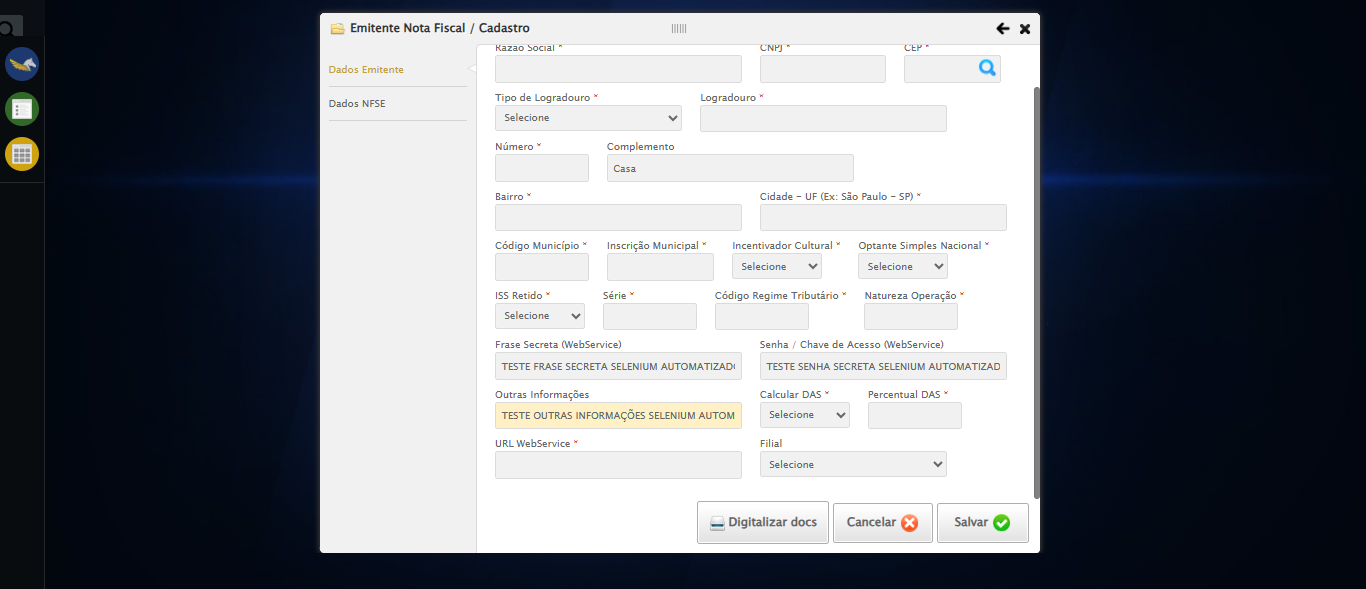 Emitente Nota Fiscal / Cadastro
Dados Emitente
Dados NFSE
Razão Social * CNPJ * CEP *
Tipo de Logradouro * Logradouro *
Selecione
Número * Complemento
Casa
Bairro * Cidade - UF (Ex: São Paulo - SP) *
Código Município * Inscrição Municipal * Incentivador Cultural * Optante Simples Nacional *
Selecione Selecione
ISS Retido * Série * Código Regime Tributário * Natureza Operação *
Selecione
Frase Secreta (WebService) Senha / Chave de Acesso (WebService)
TESTE FRASE SECRETA SELENIUM AUTOMATIZADO TESTE SENHA SECRETA SELENIUM AUTOMATIZAD
Outras Informações Calcular DAS * Percentual DAS *
TESTE OUTRAS INFORMAÇÕES SELENIUM AUTOM Selecione
URL WebService * Filial
Selecione
Digitalizar docs Cancelar Salvar